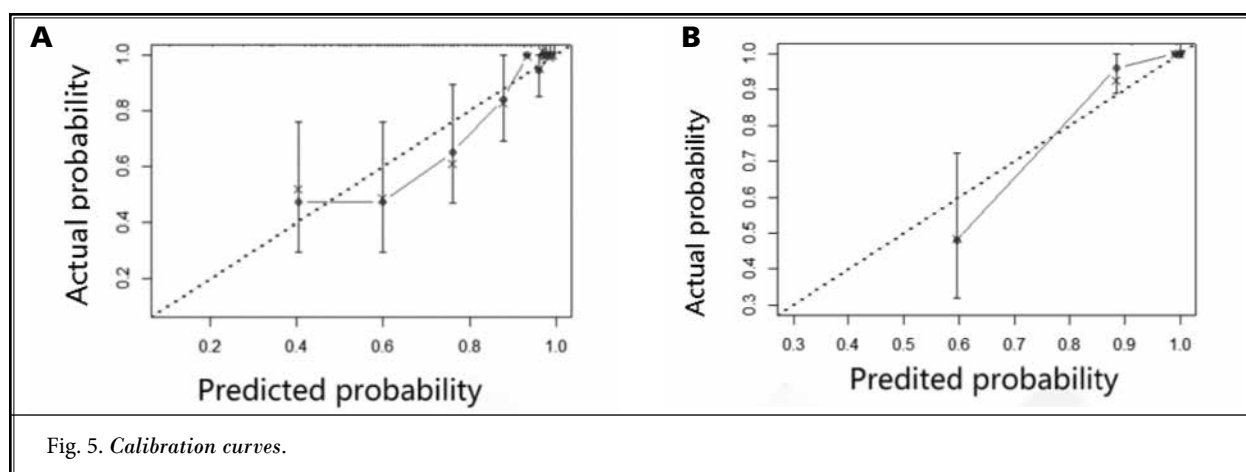 A
Actual probability
1.0
0.8
0.6
0.4
0.2
0.2 0.4 0.6 0.8 1.0
Predicted probability
B
Actual probability
1.0
0.9
0.8
0.7
0.6
0.5
0.4
0.3
0.3 0.4 0.5 0.6 0.7 0.8 0.9 1.0
Predited probability
Fig. 5. Calibration curves.